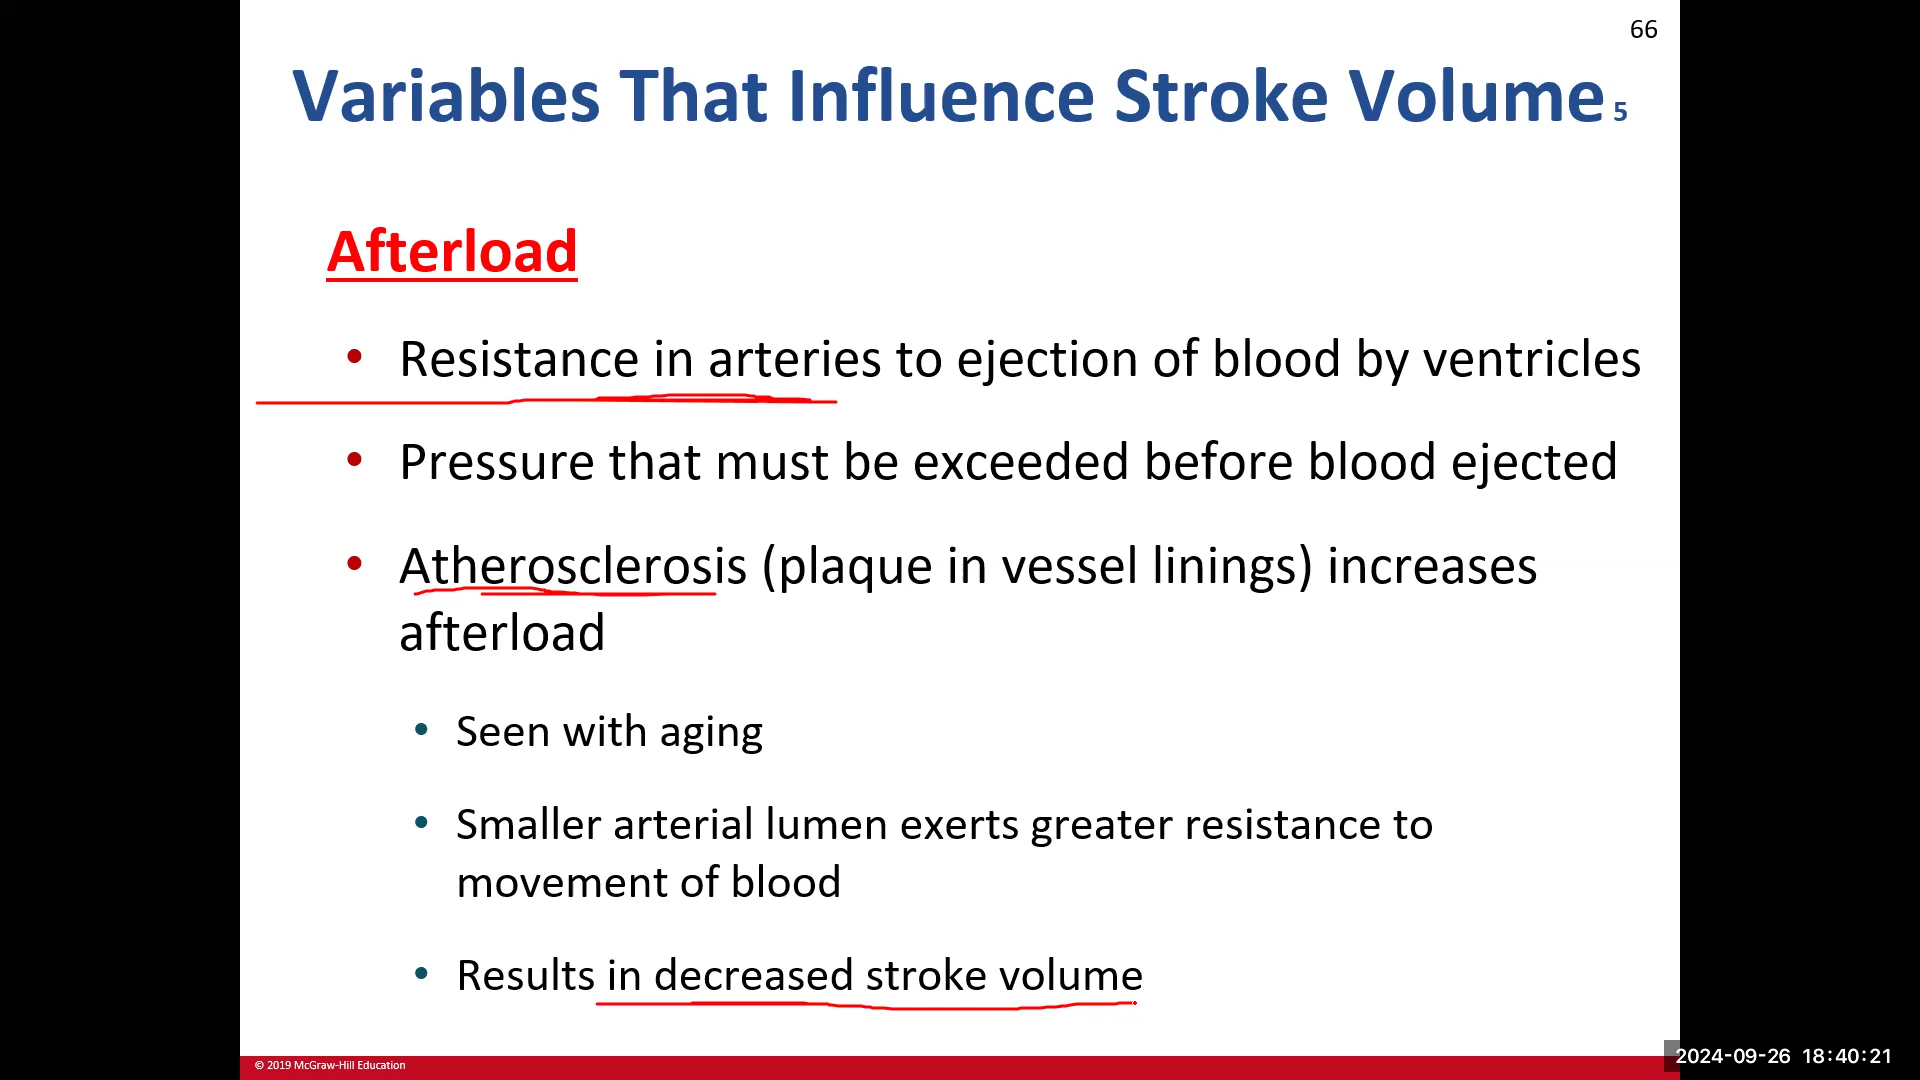 66
Variables That Influence Stroke Volume 5
Afterload
• Resistance in arteries to ejection of blood by ventricles
• Pressure that must be exceeded before blood ejected
• Atherosclerosis (plaque in vessel linings) increases
afterload
• Seen with aging
• Smaller arterial lumen exerts greater resistance to
movement of blood
• Results in decreased stroke volume
© 2019 McGraw-Hill Education
2024-09-26 18:40:21